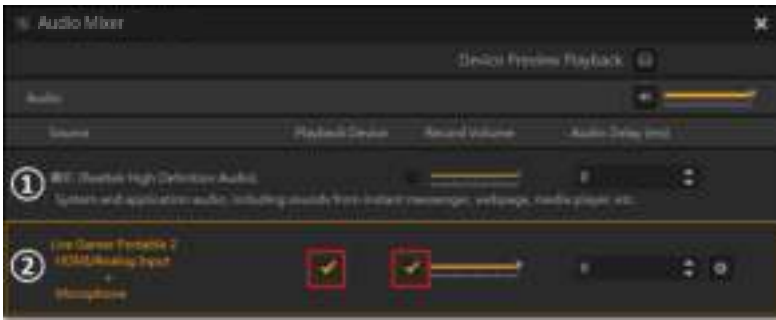 Audio Mixer
Device Preview Playback
Audio
Source Playback Device Record Volume Audio Delay (ms)
① (Realtek High Definition Audio) 0
System and application audio, including sounds from instant messenger, webpage, media player, etc.
② Live Gamer Portable 2
HDMI/Analog Input
+
Microphone
0